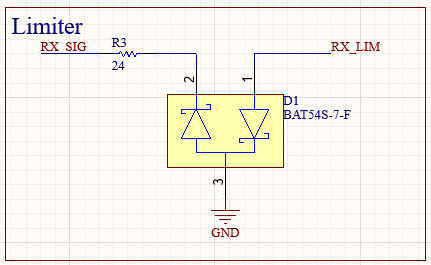 Limiter
RX_SIG
R3
24
RX_LIM
2
1
D1
BAT54S-7-F
3
GND